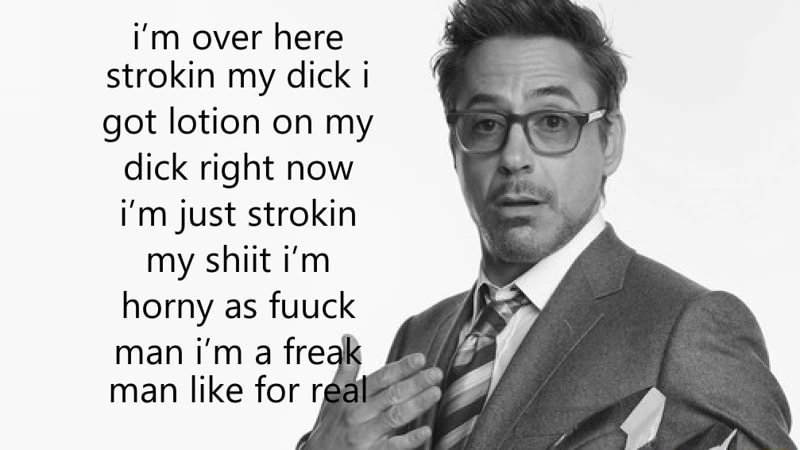 i’m over here
strokin my dick i
got lotion on my
dick right now
i’m just strokin
my shiit i’m
horny as fuuck
man i’m a freak
man like for real